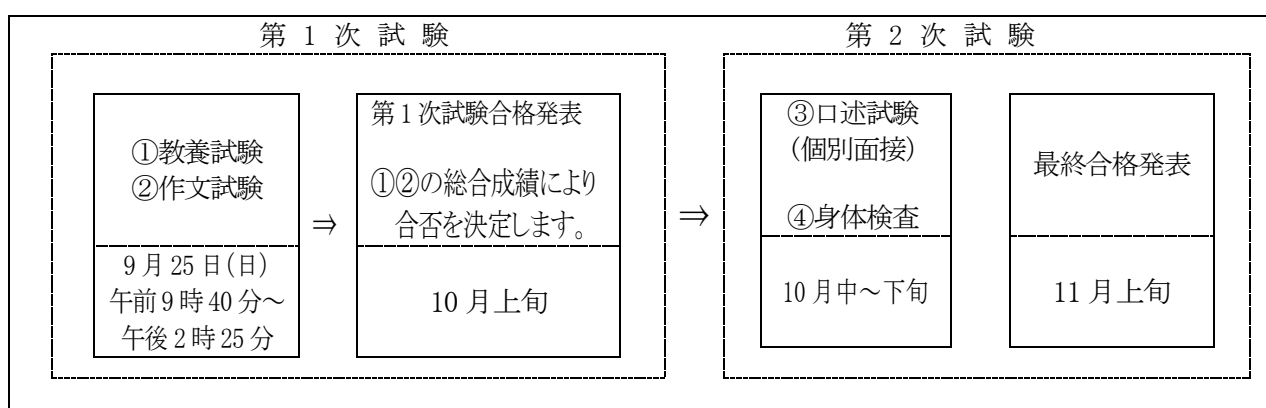 第1次試験
①教養試験
②作文試験
9月25日(日)
午前9時40分～
午後2時25分
⇒
第1次試験合格発表
①②の総合成績により
合否を決定します。
10月上旬
⇒
第2次試験
③口述試験
(個別面接)
④身体検査
10月中～下旬
最終合格発表
11月上旬